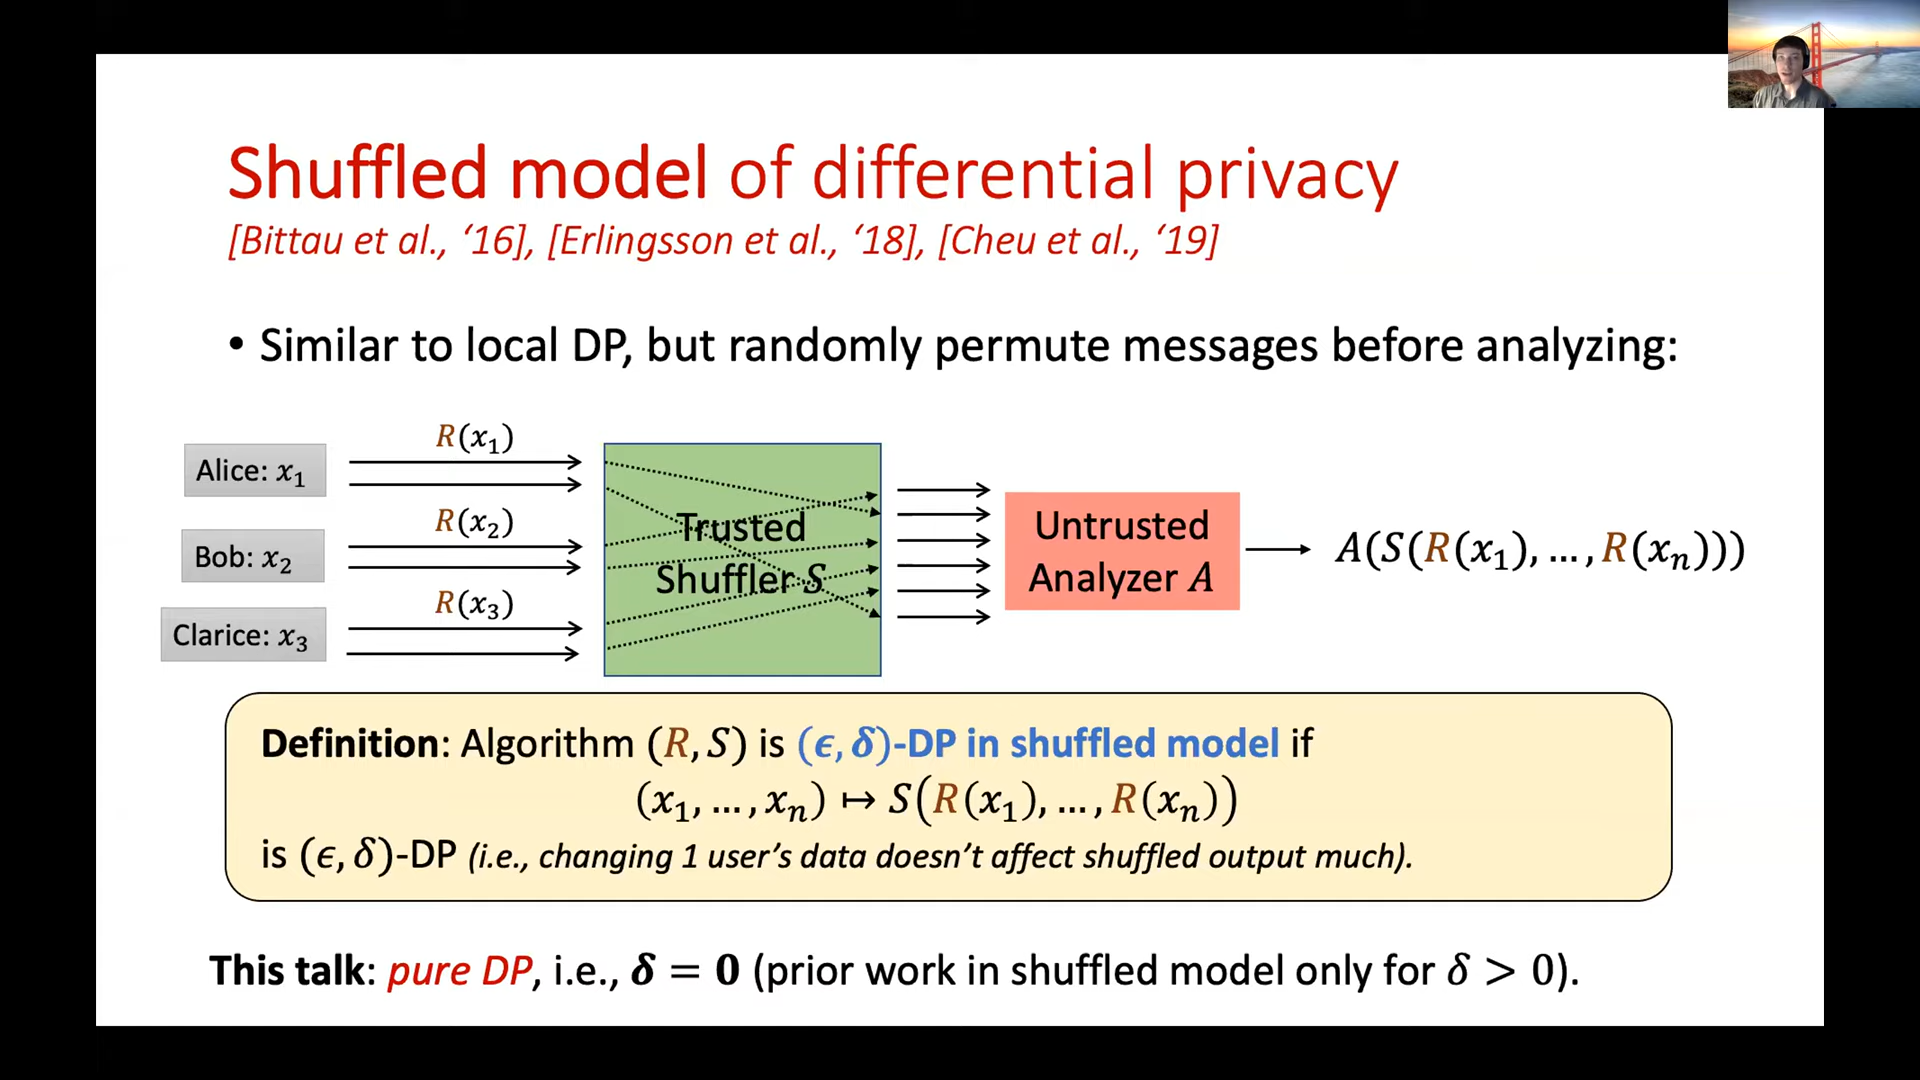 Shuffled model of differential privacy
[Bittau et al., ‘16], [Erlingsson et al., ‘18], [Cheu et al., ‘19]
• Similar to local DP, but randomly permute messages before analyzing:
Alice: x₁
R(x₁)
Bob: x₂
R(x₂)
Clarice: x₃
R(x₃)
Trusted
Shuffler S
Untrusted
Analyzer A
A(S(R(x₁), …, R(xₙ)))
Definition: Algorithm (R, S) is (ϵ, δ)-DP in shuffled model if
(x₁, …, xₙ) ↦ S(R(x₁), …, R(xₙ))
is (ϵ, δ)-DP (i.e., changing 1 user’s data doesn’t affect shuffled output much).
This talk: pure DP, i.e., δ = 0 (prior work in shuffled model only for δ > 0).